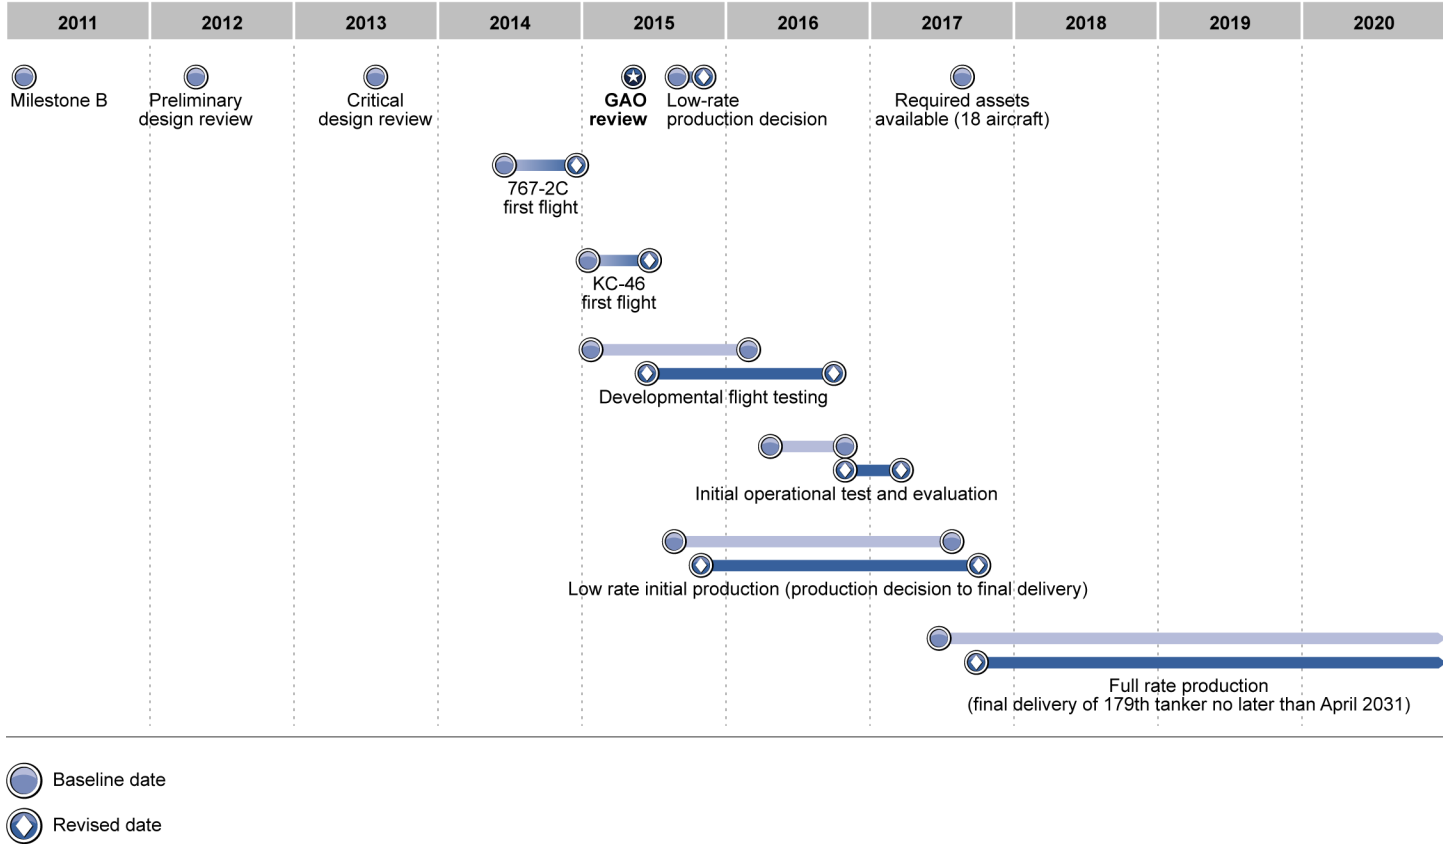 2011 2012 2013 2014 2015 2016 2017 2018 2019 2020
Milestone B
Preliminary
design review
Critical
design review
GAO
review
Low-rate
production decision
Required assets
available (18 aircraft)
767-2C
first flight
KC-46
first flight
Developmental flight testing
Initial operational test and evaluation
Low rate initial production (production decision to final delivery)
Full rate production
(final delivery of 179th tanker no later than April 2031)
Baseline date
Revised date